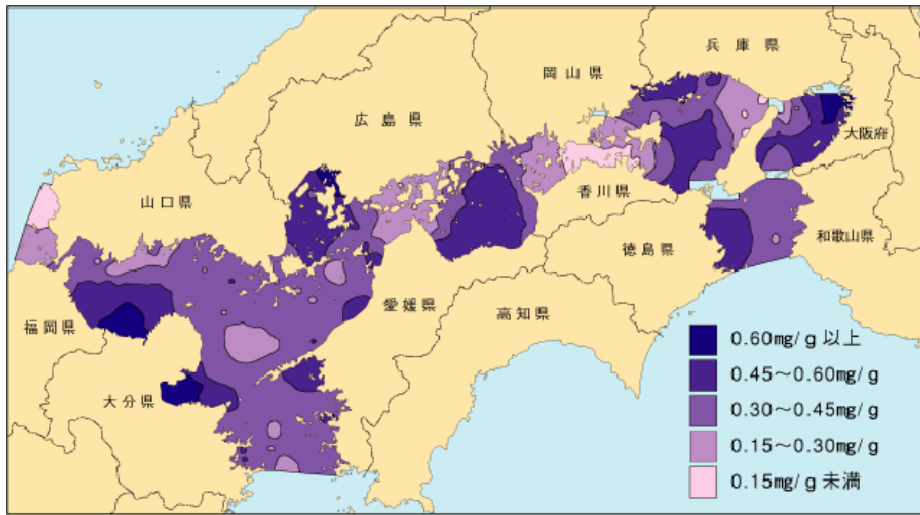 兵庫県
岡山県
広島県
大阪府
山口県
香川県
徳島県
和歌山県
愛媛県
高知県
福岡県
大分県
0.60mg/g 以上
0.45～0.60mg/g
0.30～0.45mg/g
0.15～0.30mg/g
0.15mg/g 未満